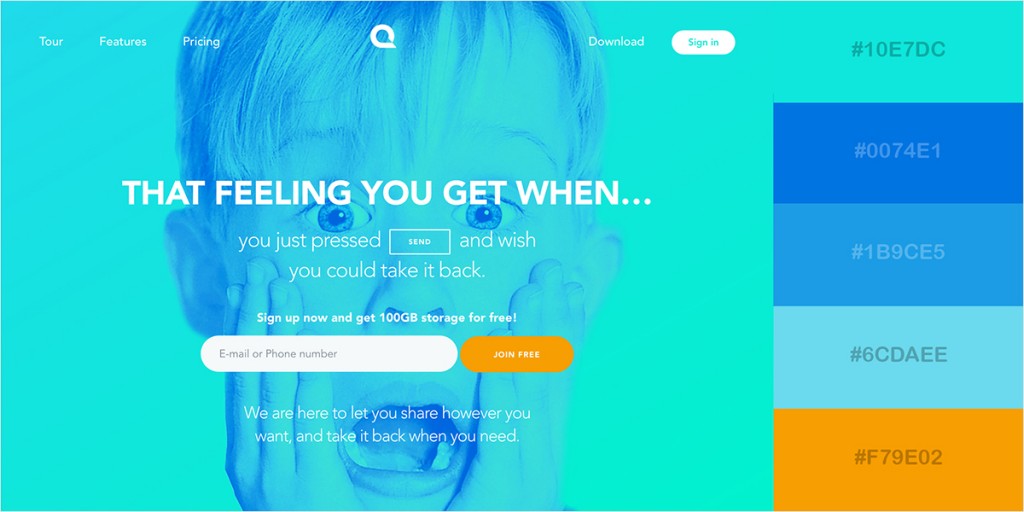 Tour Features Pricing Download Sign in
THAT FEELING YOU GET WHEN...
you just pressed SEND and wish
you could take it back.
Sign up now and get 100GB storage for free!
E-mail or Phone number JOIN FREE
We are here to let you share however you
want, and take it back when you need.
#10E7DC
#0074E1
#1B9CE5
#6CDAEE
#F79E02